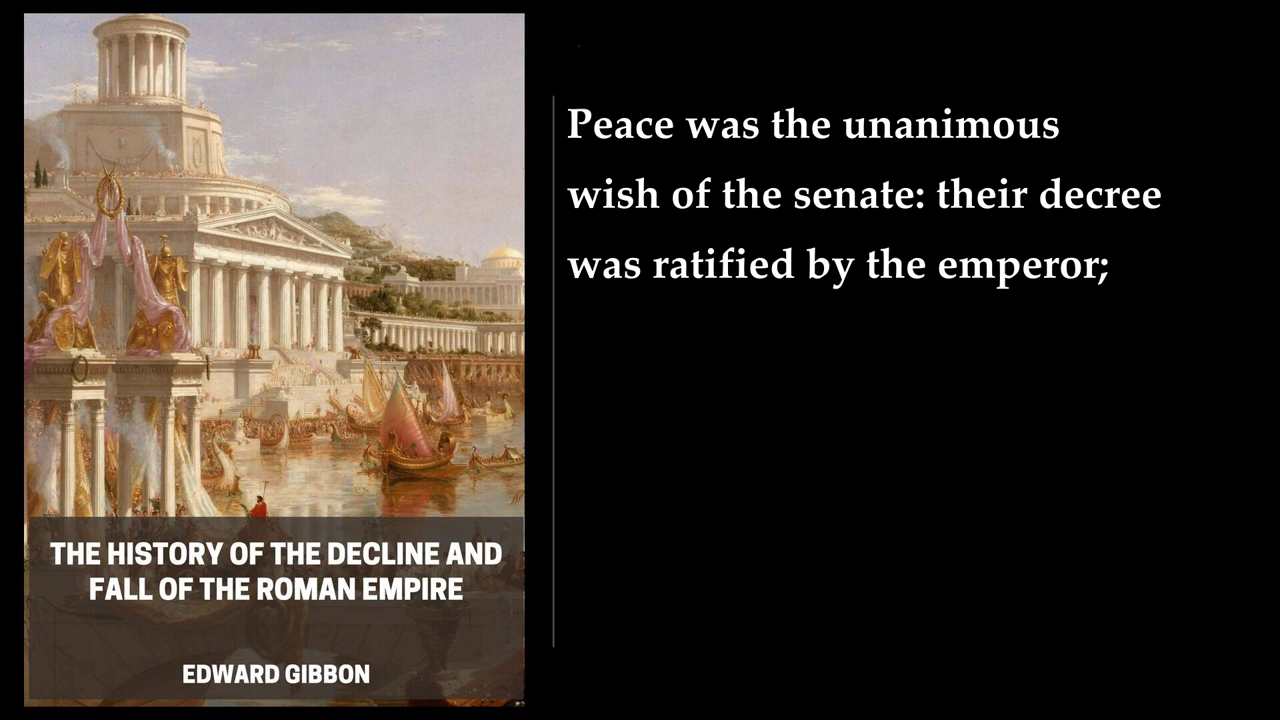 Peace was the unanimous
wish of the senate: their decree
was ratified by the emperor;
THE HISTORY OF THE DECLINE AND
FALL OF THE ROMAN EMPIRE
EDWARD GIBBON